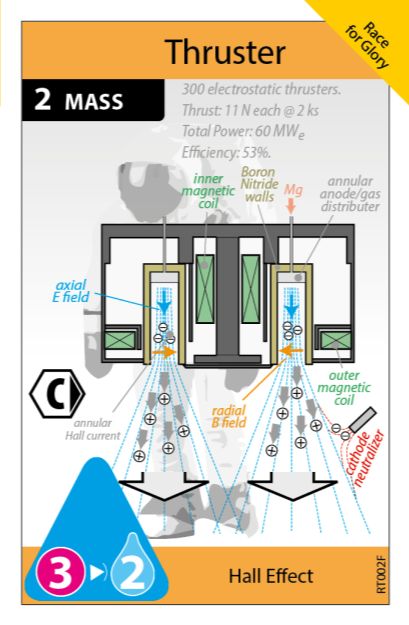 Race
for Glory
Thruster
2 MASS
300 electrostatic thrusters.
Thrust: 11 N each @ 2 ks
Total Power: 60 MWe
Efficiency: 53%.
inner
magnetic
coil
Boron
Nitride
walls
Mg
annular
anode/gas
distributer
axial
E field
C
annular
Hall current
radial
B field
outer
magnetic
coil
cathode
neutralizer
3 2
Hall Effect
RT002F